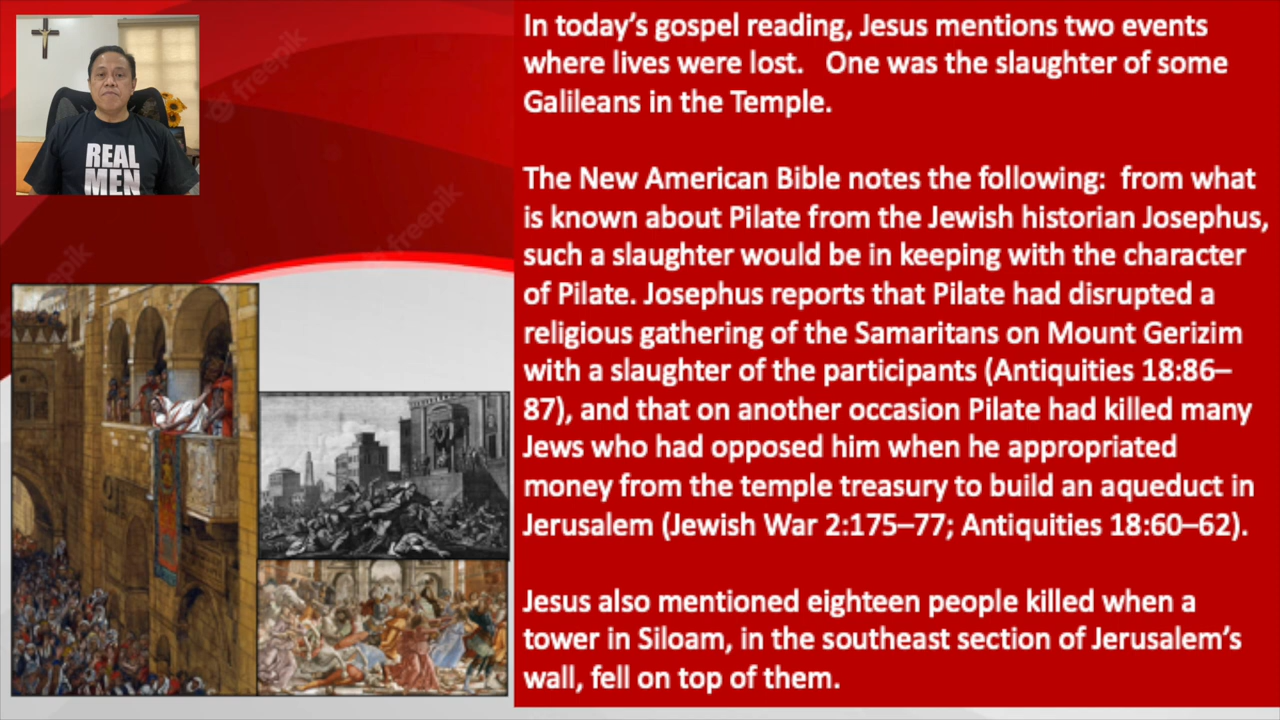 REAL
MEN
freepik
freepik
epik
In today's gospel reading, Jesus mentions two events
where lives were lost.   One was the slaughter of some
Galileans in the Temple.
The New American Bible notes the following:  from what
is known about Pilate from the Jewish historian Josephus,
such a slaughter would be in keeping with the character
of Pilate. Josephus reports that Pilate had disrupted a
religious gathering of the Samaritans on Mount Gerizim
with a slaughter of the participants (Antiquities 18:86–
87), and that on another occasion Pilate had killed many
Jews who had opposed him when he appropriated
money from the temple treasury to build an aqueduct in
Jerusalem (Jewish War 2:175–77; Antiquities 18:60–62).
Jesus also mentioned eighteen people killed when a
tower in Siloam, in the southeast section of Jerusalem's
wall, fell on top of them.